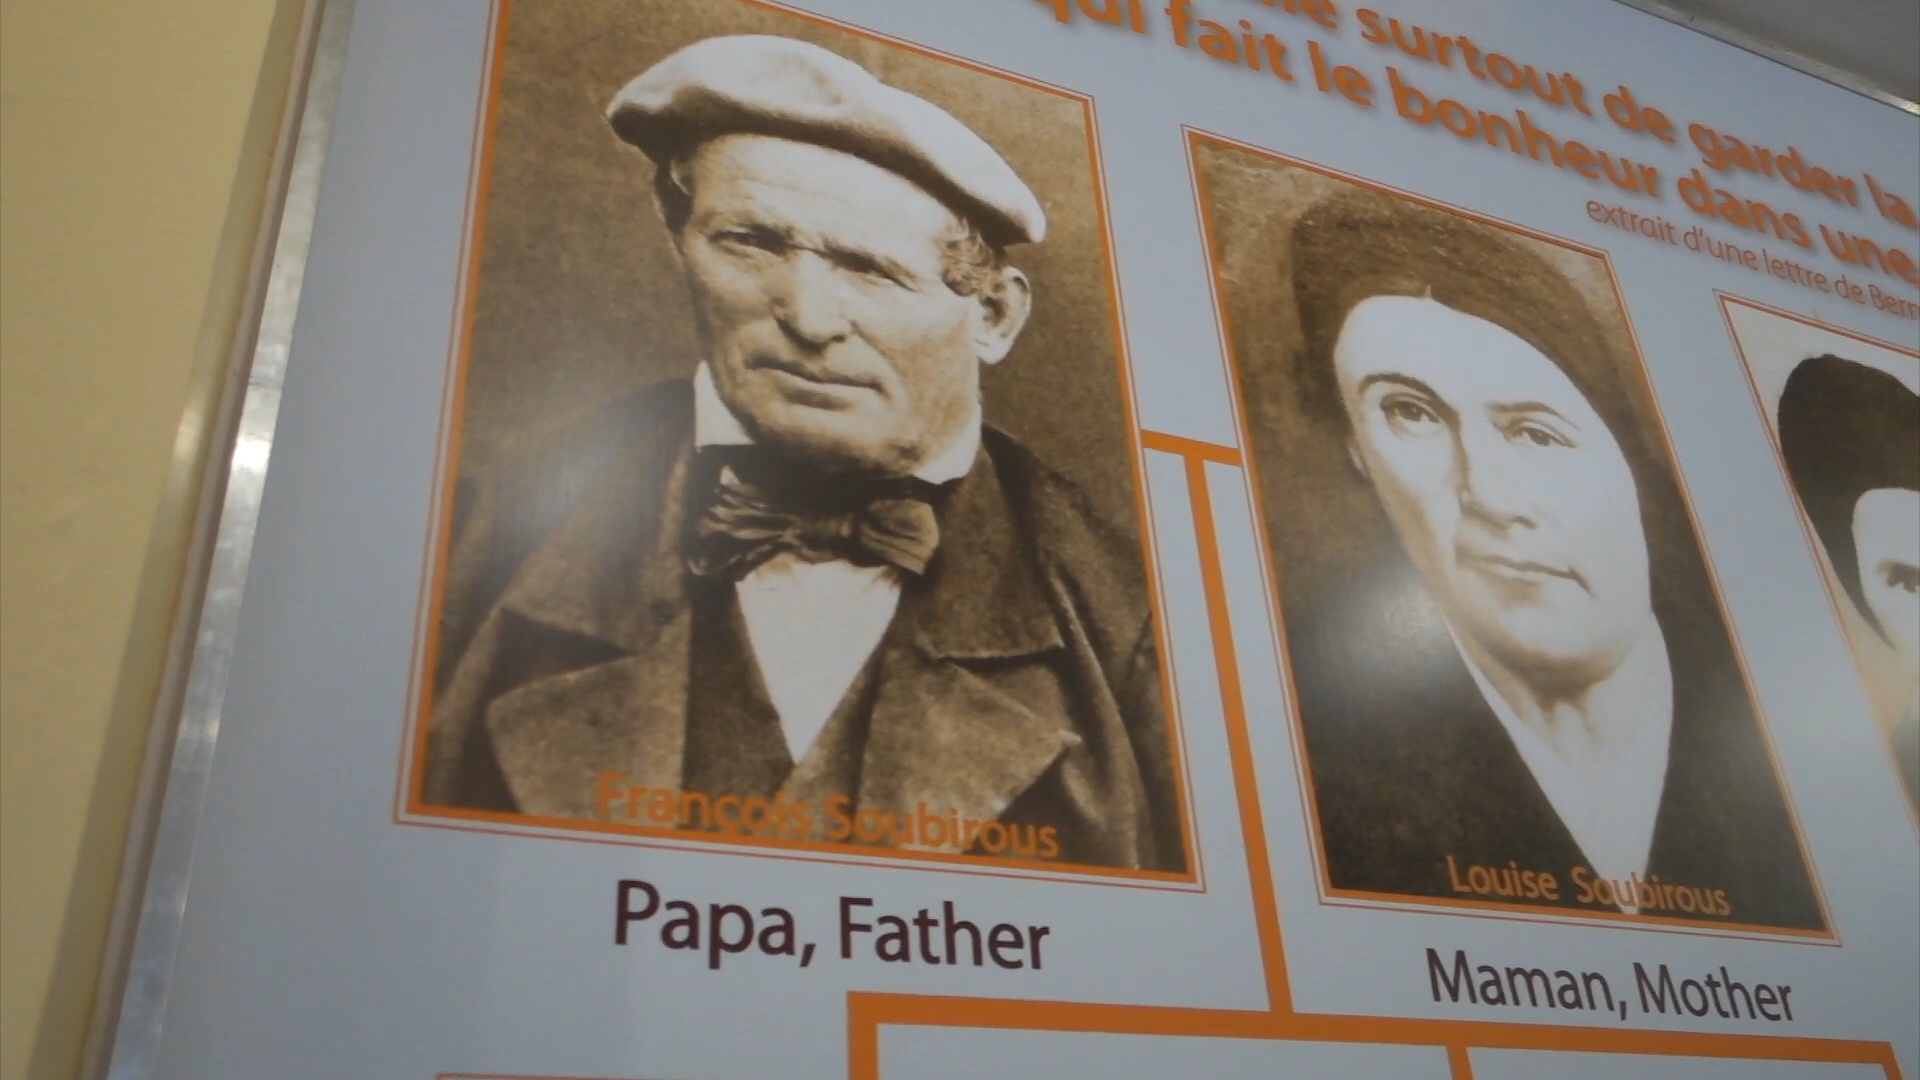 surtout de garder la
qui fait le bonheur dans une
extrait d'une lettre de Bern
François Soubirous
Papa, Father
Louise Soubirous
Maman, Mother